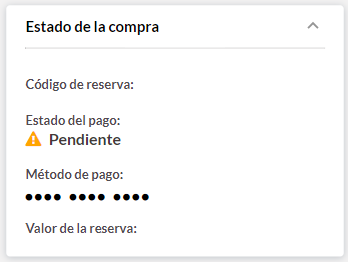 Estado de la compra
Código de reserva:
Estado del pago:
Pendiente
Método de pago:
●●●● ●●●● ●●●●
Valor de la reserva: